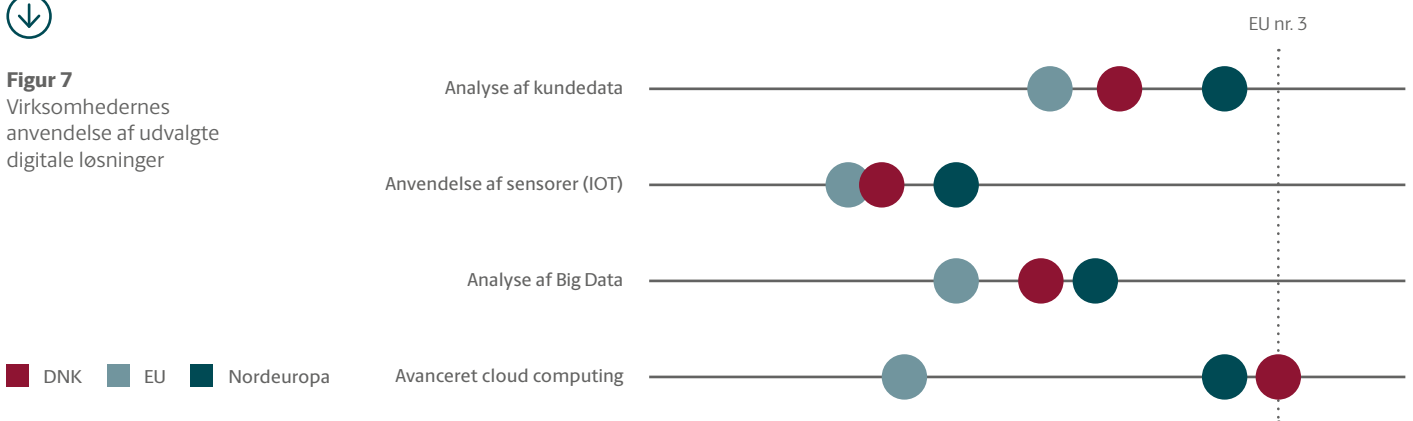 Figur 7
Virksomhedernes
anvendelse af udvalgte
digitale løsninger
EU nr. 3
Analyse af kundedata
Anvendelse af sensorer (IOT)
Analyse af Big Data
Avanceret cloud computing
DNK EU Nordeuropa